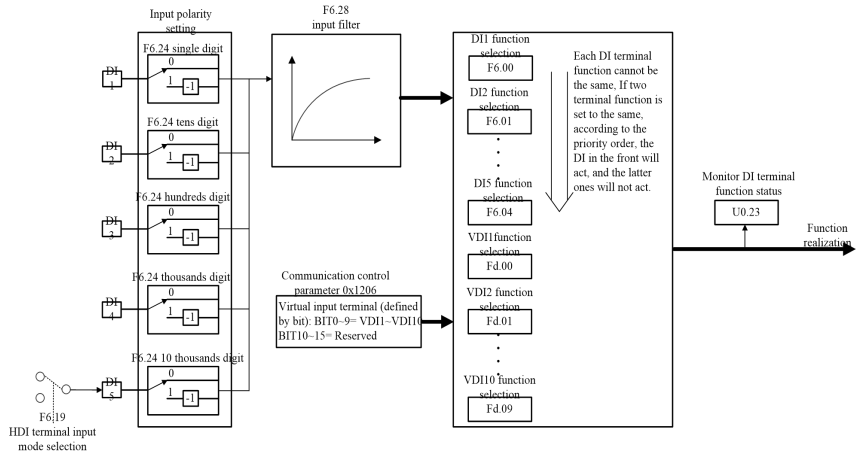 Input polarity
setting
F6.24 single digit
0
1
-1
DI
1
F6.24 tens digit
0
1
-1
DI
2
F6.24 hundreds digit
0
1
-1
DI
3
F6.24 thousands digit
0
1
-1
DI
4
F6.24 10 thousands digit
0
1
-1
DI
5
F6.19
HDI terminal input
mode selection
F6.28
input filter
Communication control
parameter 0x1206
Virtual input terminal (defined
by bit): BIT0~9= VDI1~VDI10
BIT10~15= Reserved
DI1 function
selection
F6.00
DI2 function
selection
F6.01
DI5 function
selection
F6.04
VDI1function
selection
Fd.00
VDI2 function
selection
Fd.01
VDI10 function
selection
Fd.09
Each DI terminal
function cannot be
the same, If two
terminal function is
set to the same,
according to the
priority order, the
DI in the front will
act, and the latter
ones will not act.
Monitor DI terminal
function status
U0.23
Function
realization